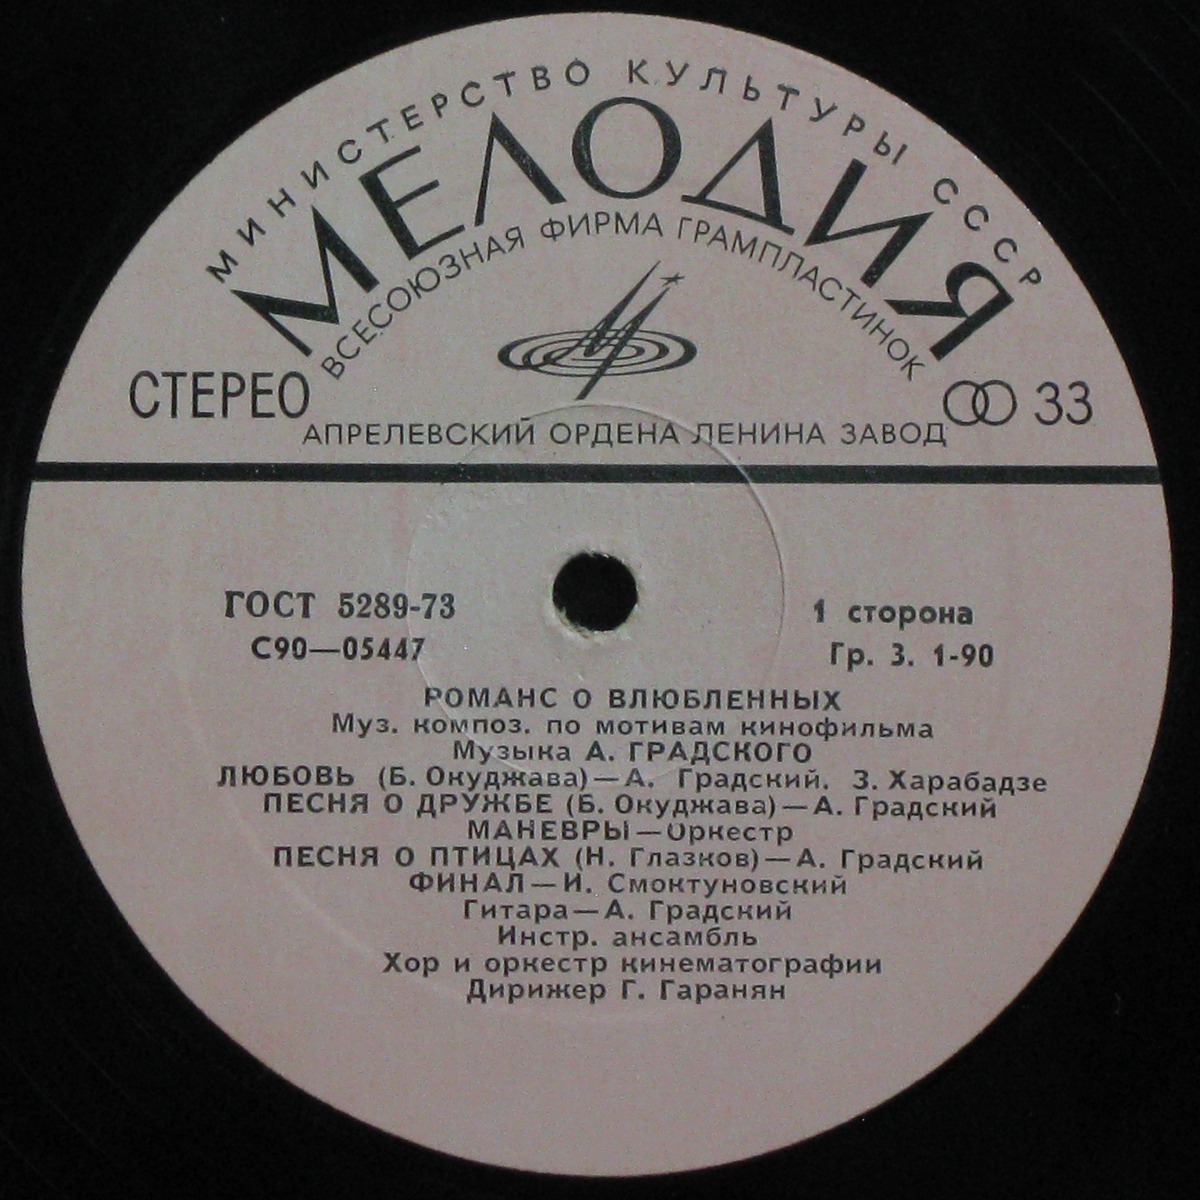 МИНИСТЕРСТВО КУЛЬТУРЫ СССР
МЕЛОДИЯ
ВСЕСОЮЗНАЯ ФИРМА ГРАМПЛАСТИНОК
СТЕРЕО
33
АПРЕЛЕВСКИЙ ОРДЕНА ЛЕНИНА ЗАВОД
ГОСТ 5289-73
1 сторона
С90—05447
Гр. 3. 1-90
РОМАНС О ВЛЮБЛЕННЫХ
Муз. композ. по мотивам кинофильма
Музыка А. ГРАДСКОГО
ЛЮБОВЬ (Б. Окуджава)—А. Градский. З. Харабадзе
ПЕСНЯ О ДРУЖБЕ (Б. Окуджава)—А. Градский
МАНЕВРЫ—Оркестр
ПЕСНЯ О ПТИЦАХ (Н. Глазков)—А. Градский
ФИНАЛ—И. Смоктуновский
Гитара—А. Градский
Инстр. ансамбль
Хор и оркестр кинематографии
Дирижер Г. Гаранян